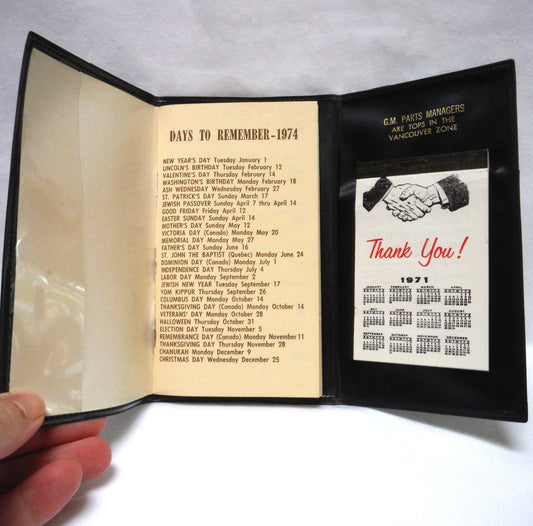 DAYS TO REMEMBER-1974
NEW YEAR'S DAY Tuesday January 1
LINCOLN'S BIRTHDAY Tuesday February 12
VALENTINE'S DAY Thursday February 14
WASHINGTON'S BIRTHDAY Monday February 18
ASH WEDNESDAY Wednesday February 27
ST. PATRICK'S DAY Sunday March 17
JEWISH PASSOVER Sunday April 7 thru April 14
GOOD FRIDAY Friday April 12
EASTER SUNDAY Sunday April 14
MOTHER'S DAY Sunday May 12
VICTORIA DAY (Canada) Monday May 20
MEMORIAL DAY Monday May 27
FATHER'S DAY Sunday June 16
ST. JOHN THE BAPTIST (Quebec) Monday June 24
DOMINION DAY (Canada) Monday July 1
INDEPENDENCE DAY Thursday July 4
LABOR DAY Monday September 2
JEWISH NEW YEAR Tuesday September 17
YOM KIPPUR Thursday September 26
COLUMBUS DAY Monday October 14
THANKSGIVING DAY (Canada) Monday October 14
VETERANS' DAY Monday October 28
HALLOWEEN Thursday October 31
ELECTION DAY Tuesday November 5
REMEMBRANCE DAY (Canada) Monday November 11
THANKSGIVING DAY Thursday November 28
CHANUKAH Monday December 9
CHRISTMAS DAY Wednesday December 25
G.M. PARTS MANAGERS
ARE TOPS IN THE
VANCOUVER ZONE
Thank You!
1971